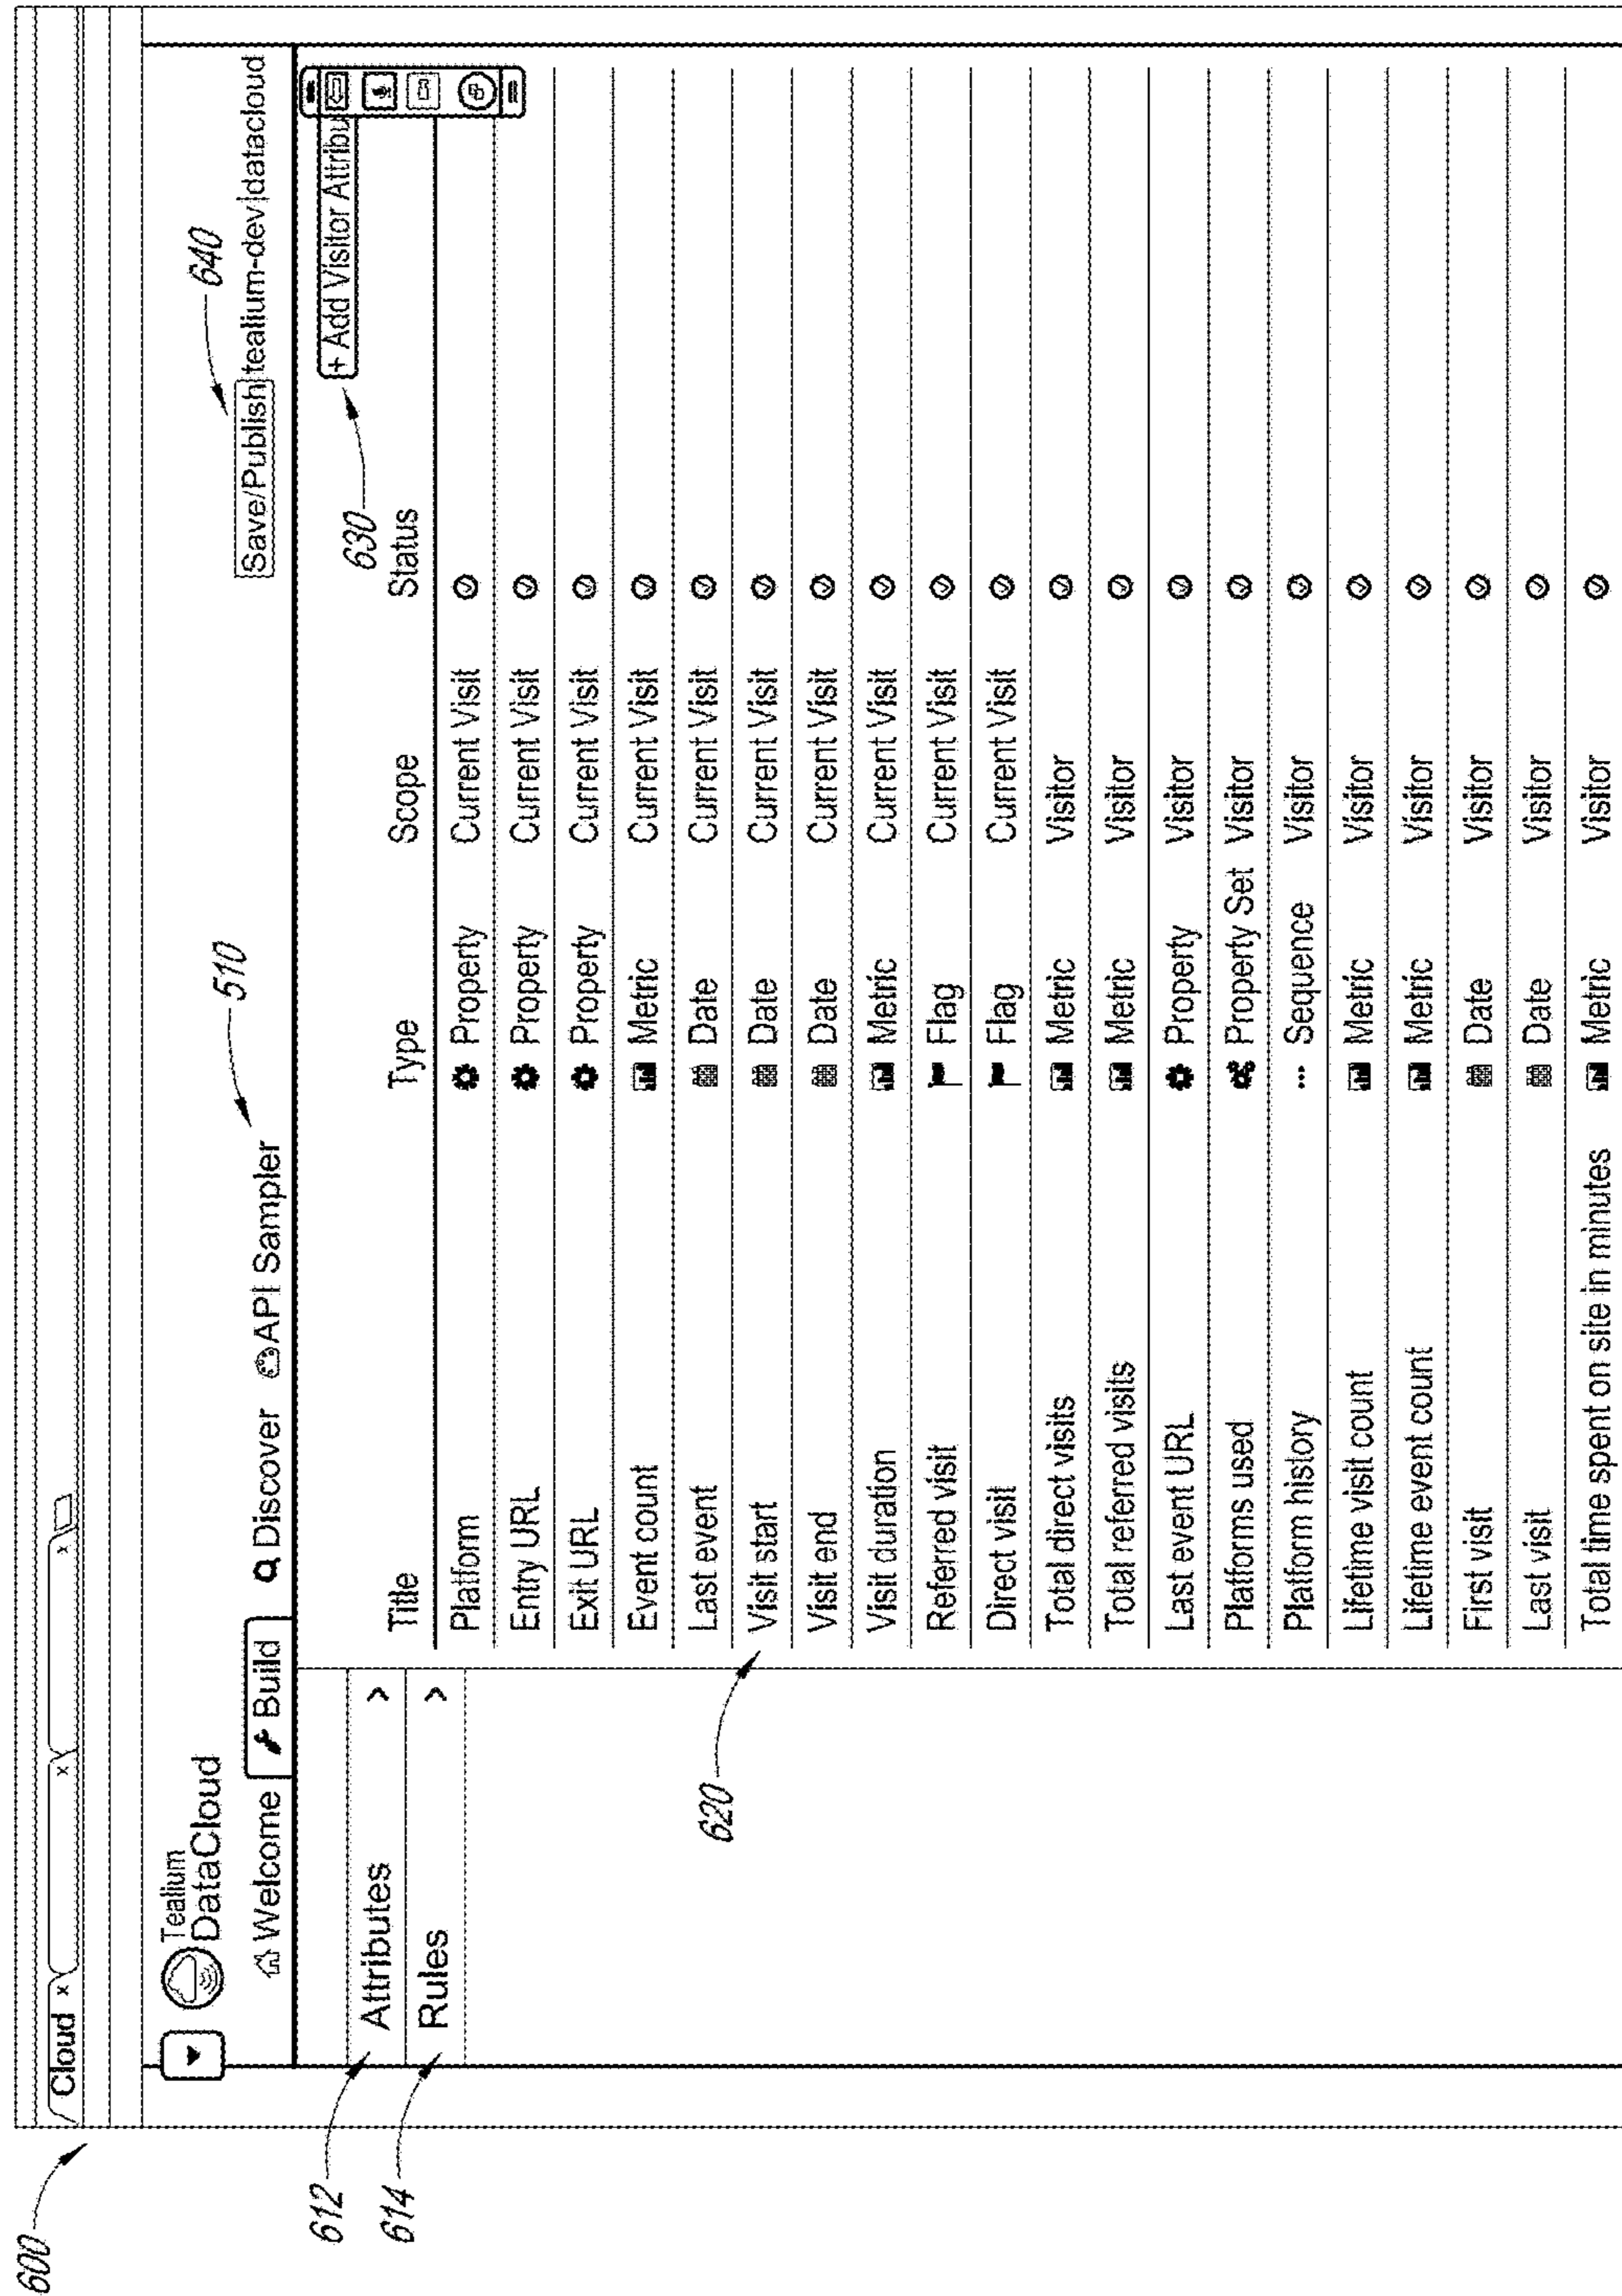 600
Cloud x x x
640
Tealium
DataCloud
Save/Publish tealium-dev|datacloud
510
Welcome Build Discover API Sampler
612
Attributes >
614
Rules >
630
+ Add Visitor Attribu
620
Title Type Scope Status
Platform Property Current Visit
Entry URL Property Current Visit
Exit URL Property Current Visit
Event count Metric Current Visit
Last event Date Current Visit
Visit start Date Current Visit
Visit end Date Current Visit
Visit duration Metric Current Visit
Referred visit Flag Current Visit
Direct visit Flag Current Visit
Total direct visits Metric Visitor
Total referred visits Metric Visitor
Last event URL Property Visitor
Platforms used Property Set Visitor
Platform history Sequence Visitor
Lifetime visit count Metric Visitor
Lifetime event count Metric Visitor
First visit Date Visitor
Last visit Date Visitor
Total time spent on site in minutes Metric Visitor